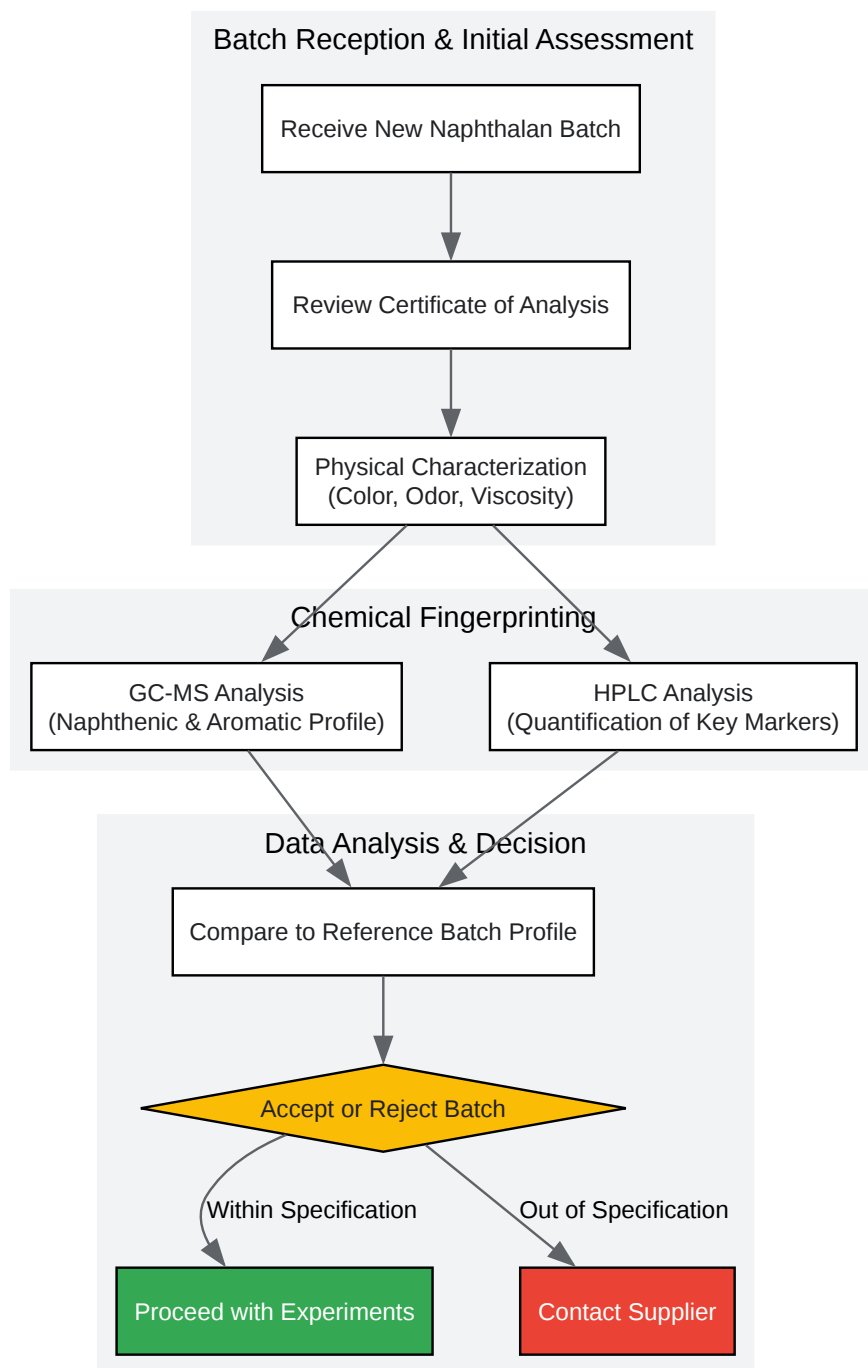 Batch Reception & Initial Assessment
Receive New Naphthalan Batch
Review Certificate of Analysis
Physical Characterization
(Color, Odor, Viscosity)
Chemical Fingerprinting
GC-MS Analysis
(Naphthenic & Aromatic Profile)
HPLC Analysis
(Quantification of Key Markers)
Data Analysis & Decision
Compare to Reference Batch Profile
Accept or Reject Batch
Within Specification
Out of Specification
Proceed with Experiments
Contact Supplier